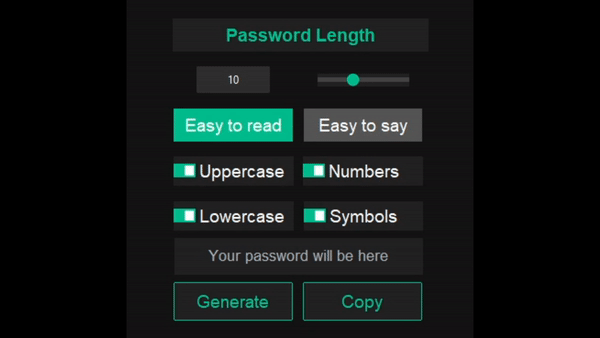 Password Length
10
Easy to read Easy to say
Uppercase Numbers
Lowercase Symbols
Your password will be here
Generate Copy